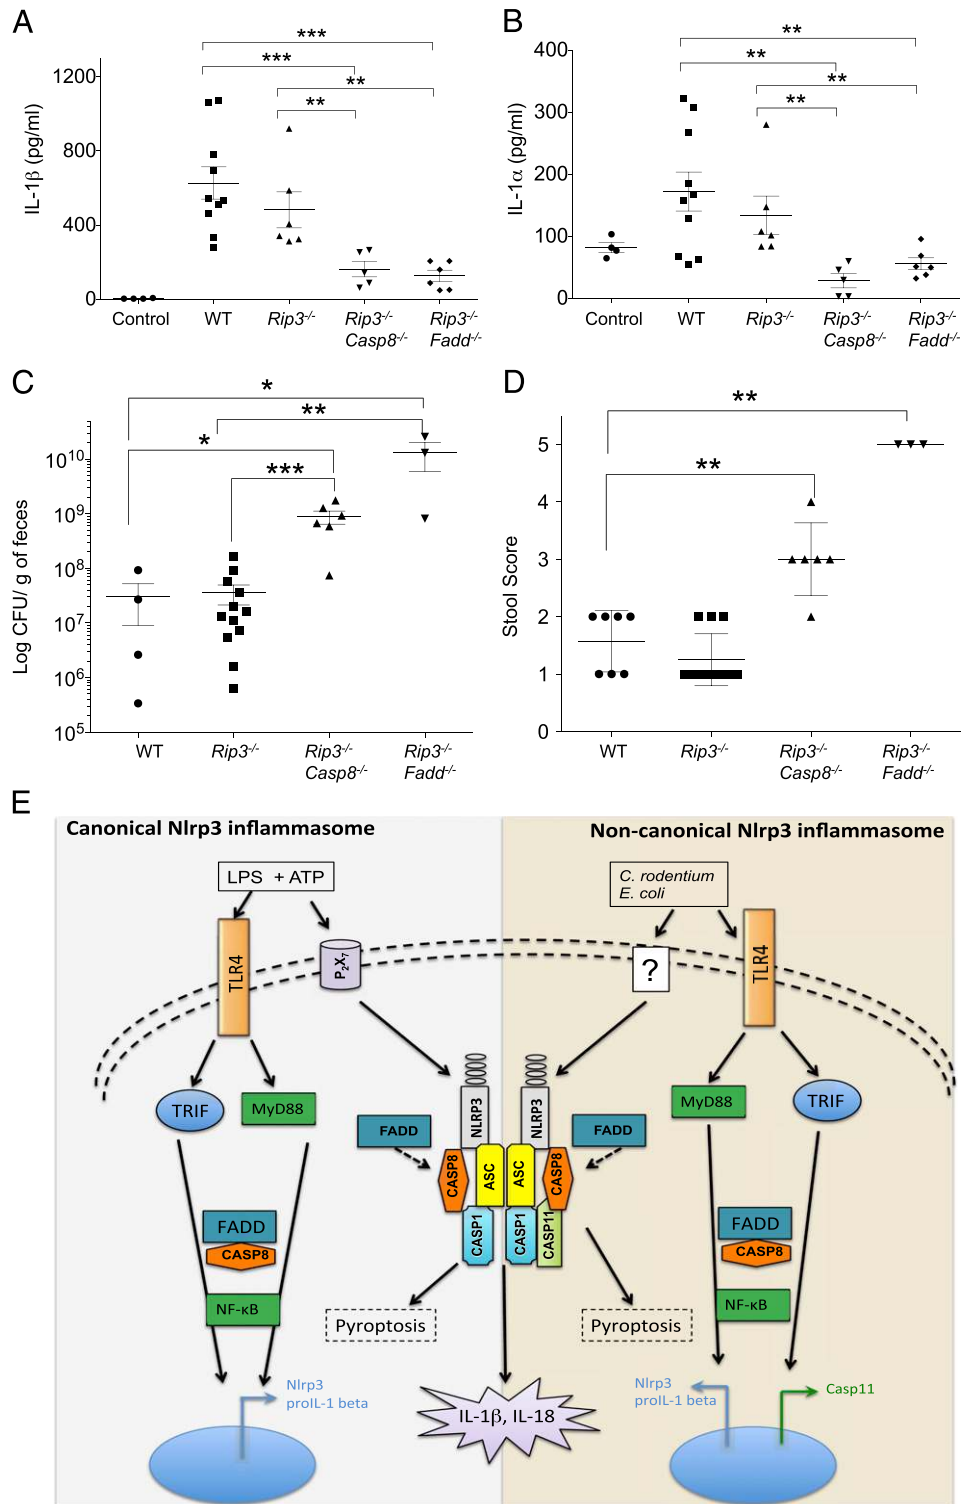 A
IL-1β (pg/ml)
1200
800
400
0
***
***
**
**
Control
WT
Rip3-/-
Rip3-/-
Casp8-/-
Rip3-/-
Fadd-/-
B
IL-1α (pg/ml)
400
300
200
100
0
**
**
**
**
Control
WT
Rip3-/-
Rip3-/-
Casp8-/-
Rip3-/-
Fadd-/-
C
Log CFU/ g of feces
10^10
10^9
10^8
10^7
10^6
10^5
*
**
*
***
WT
Rip3-/-
Rip3-/-
Casp8-/-
Rip3-/-
Fadd-/-
D
Stool Score
5
4
3
2
1
0
**
**
WT
Rip3-/-
Rip3-/-
Casp8-/-
Rip3-/-
Fadd-/-
E
Canonical Nlrp3 inflammasome
Non-canonical Nlrp3 inflammasome
LPS + ATP
C. rodentium
E. coli
TLR4
P2X7
?
TLR4
TRIF
MyD88
NLRP3
NLRP3
MyD88
TRIF
FADD
FADD
CASP8
ASC
ASC
CASP8
CASP1
CASP1
CASP11
FADD
CASP8
NF-κB
FADD
CASP8
NF-κB
Pyroptosis
Pyroptosis
Nlrp3
proIL-1 beta
IL-1β, IL-18
Nlrp3
proIL-1 beta
Casp11